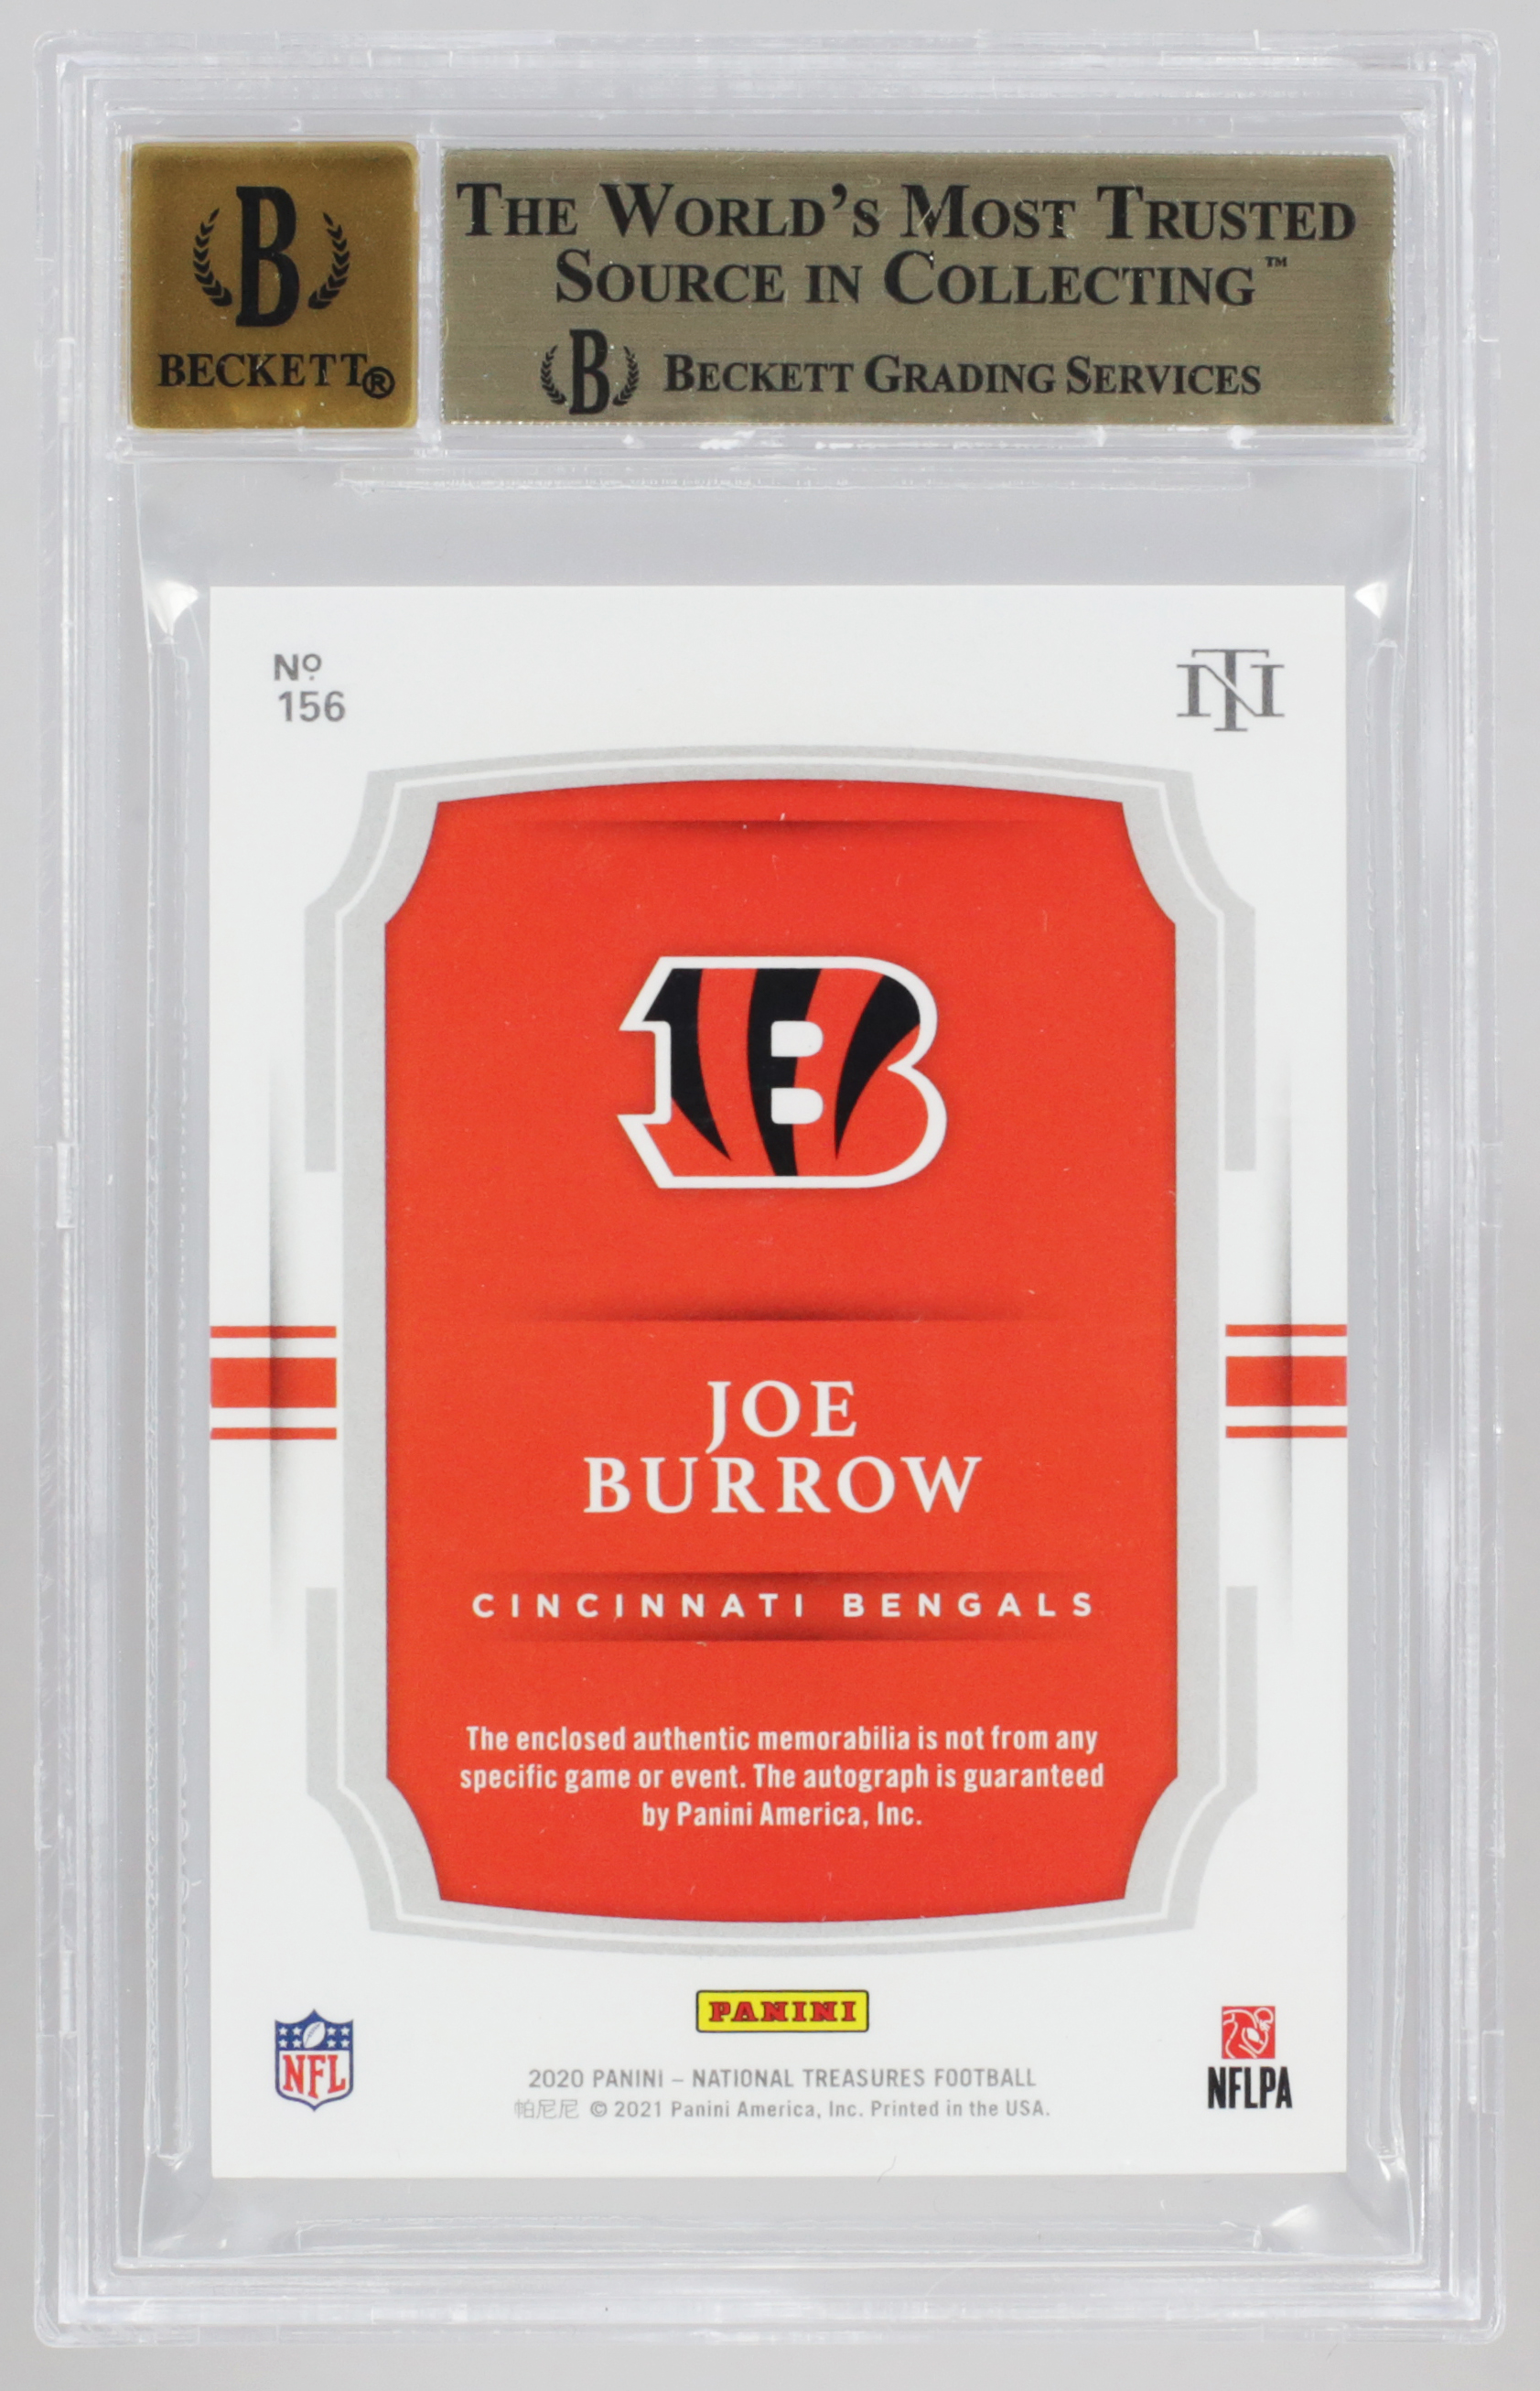 B
BECKETT®
THE WORLD'S MOST TRUSTED
SOURCE IN COLLECTING™
B BECKETT GRADING SERVICES
Nº
156
NT
B
JOE
BURROW
CINCINNATI BENGALS
The enclosed authentic memorabilia is not from any
specific game or event. The autograph is guaranteed
by Panini America, Inc.
PANINI
NFL
2020 PANINI – NATIONAL TREASURES FOOTBALL
帕尼尼 © 2021 Panini America, Inc. Printed in the USA.
NFLPA